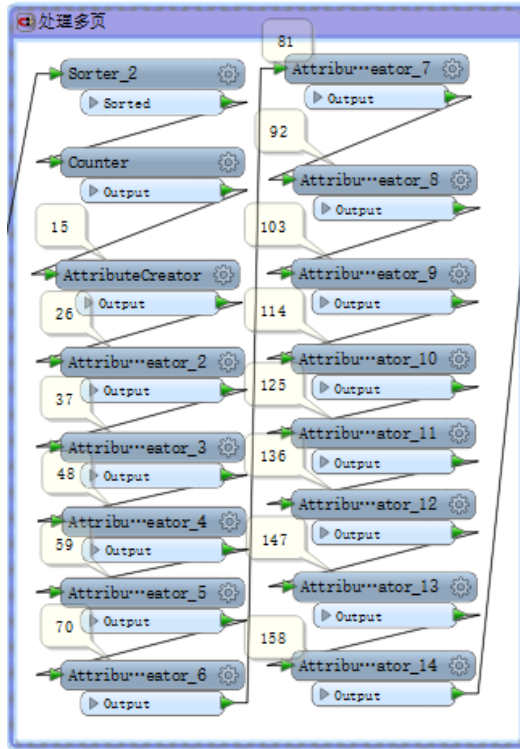 处理多页
Sorter_2
Sorted
Counter
Output
15
AttributeCreator
Output
26
Attribu…eator_2
Output
37
Attribu…eator_3
Output
48
Attribu…eator_4
Output
59
Attribu…eator_5
Output
70
Attribu…eator_6
Output
81
Attribu…eator_7
Output
92
Attribu…eator_8
Output
103
Attribu…eator_9
Output
114
Attribu…ator_10
Output
125
Attribu…ator_11
Output
136
Attribu…ator_12
Output
147
Attribu…ator_13
Output
158
Attribu…ator_14
Output